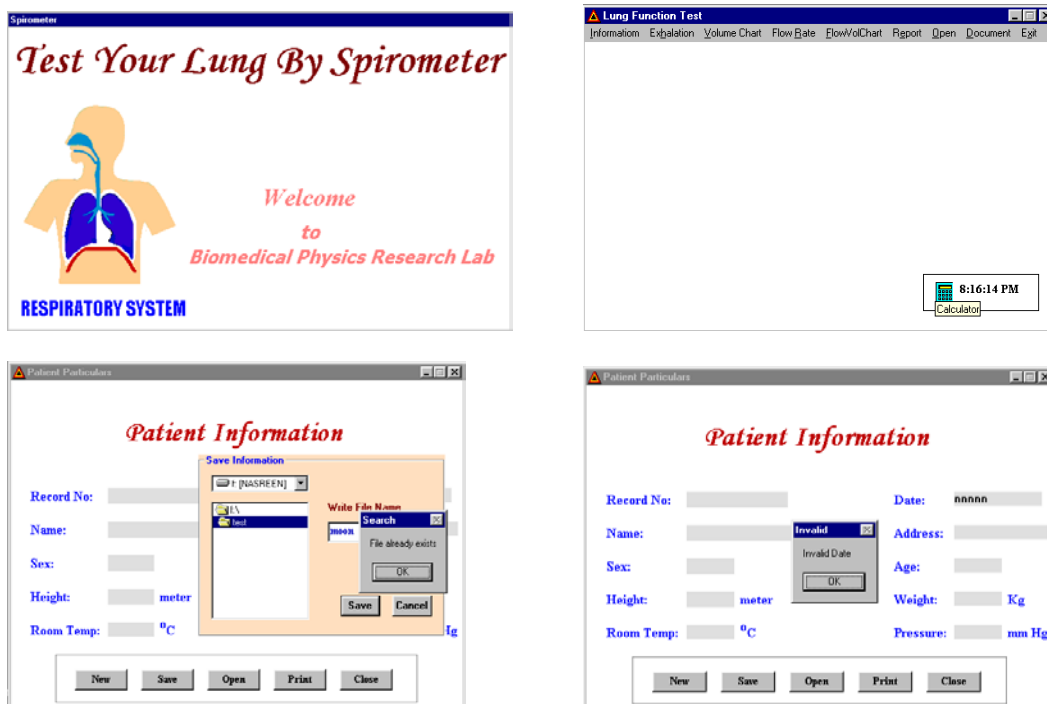 Spirometer
Test Your Lung By Spirometer
Welcome
to
Biomedical Physics Research Lab
RESPIRATORY SYSTEM
Lung Function Test
Information Exhalation Volume Chart Flow Rate FlowVolChart Report Open Document Exit
8:16:14 PM
Calculator
Patient Particulars
Patient Information
Save Information
I: [NASREEN]
I:\
test
Write File Name
moon
Search
File already exists
OK
Save Cancel
Record No:
Name:
Sex:
Height: meter
Room Temp: °C
Hg
New Save Open Print Close
Patient Particulars
Patient Information
Record No: Date: nnnnn
Name: Address:
Invalid
Invalid Date
OK
Sex: Age:
Height: meter Weight: Kg
Room Temp: °C Pressure: mm Hg
New Save Open Print Close